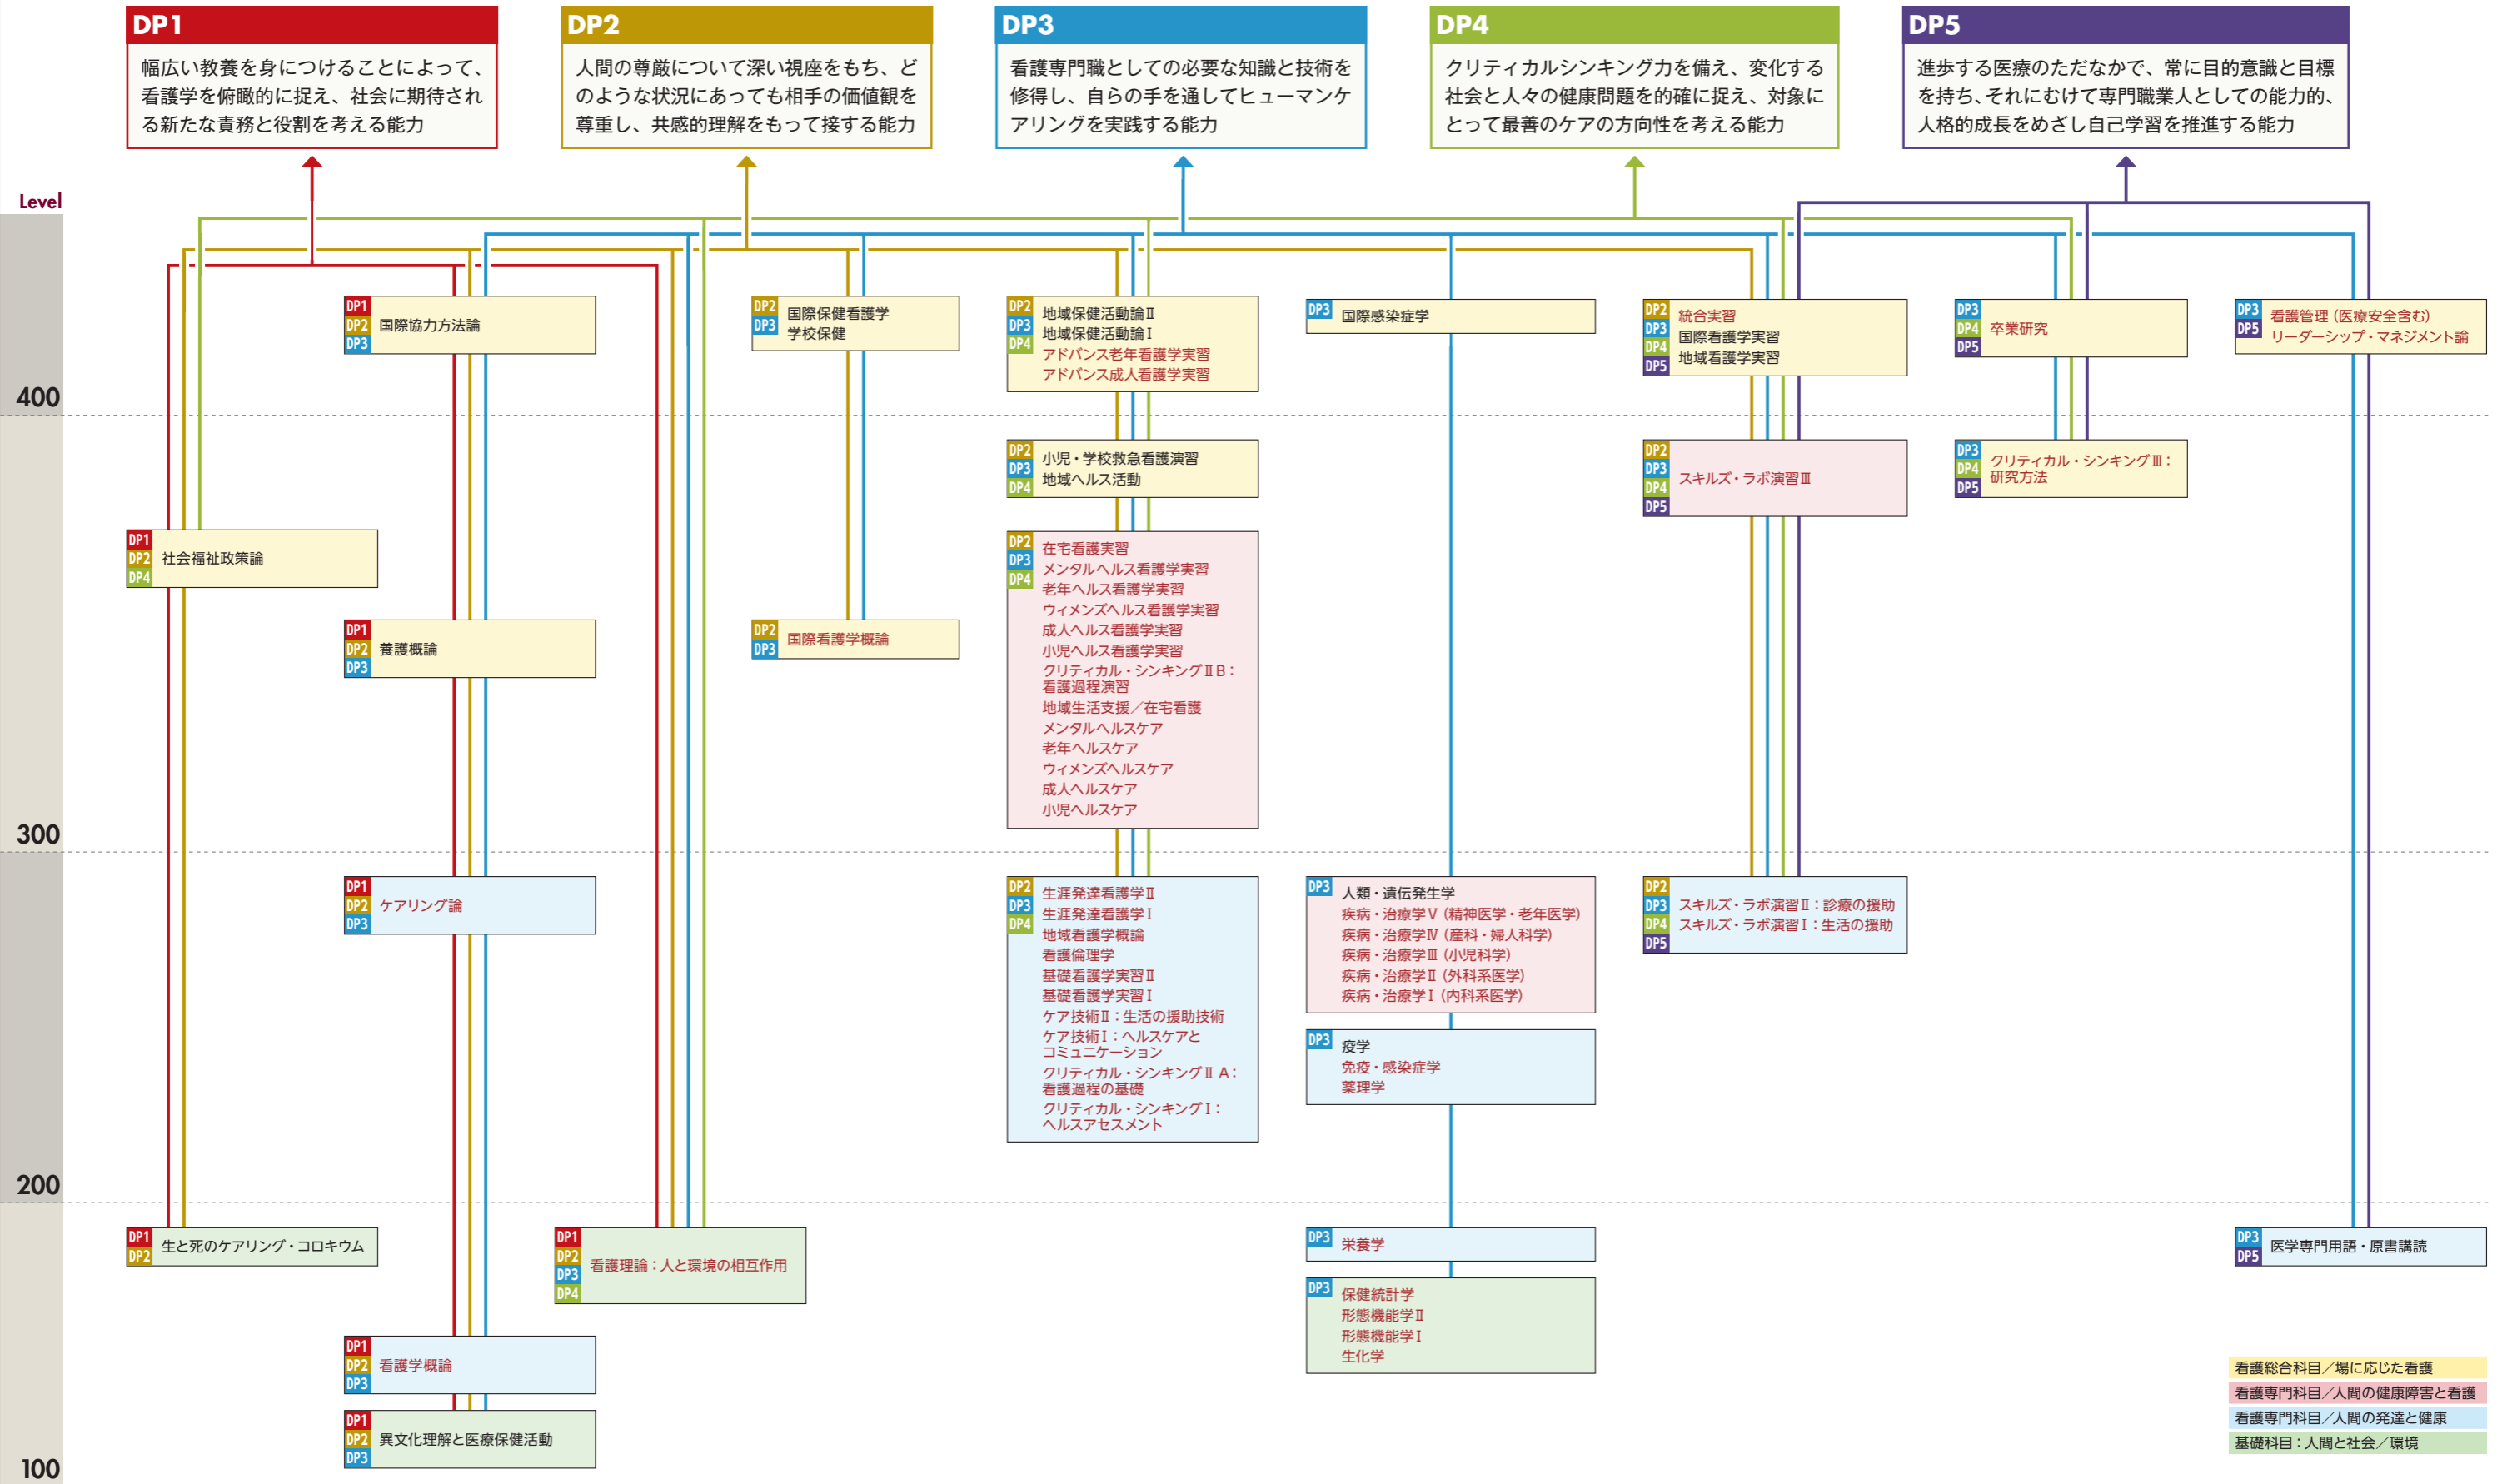 DP1
幅広い教養を身につけることによって、
看護学を俯瞰的に捉え、社会に期待され
る新たな責務と役割を考える能力
DP2
人間の尊厳について深い視座をもち、ど
のような状況にあっても相手の価値観を
尊重し、共感的理解をもって接する能力
DP3
看護専門職としての必要な知識と技術を
修得し、自らの手を通してヒューマンケ
アリングを実践する能力
DP4
クリティカルシンキング力を備え、変化する
社会と人々の健康問題を的確に捉え、対象に
とって最善のケアの方向性を考える能力
DP5
進歩する医療のただなかで、常に目的意識と目標
を持ち、それにむけて専門職業人としての能力的、
人格的成長をめざし自己学習を推進する能力
Level
DP1
DP2
DP3
国際協力方法論
DP2
DP3
国際保健看護学
学校保健
DP2
DP3
DP4
地域保健活動論Ⅱ
地域保健活動論Ⅰ
アドバンス老年看護学実習
アドバンス成人看護学実習
DP3
国際感染症学
DP2
DP3
DP4
DP5
統合実習
国際看護学実習
地域看護学実習
DP3
DP4
DP5
卒業研究
DP3
DP5
看護管理（医療安全含む）
リーダーシップ・マネジメント論
400
DP2
DP3
DP4
小児・学校救急看護演習
地域ヘルス活動
DP2
DP3
DP4
DP5
スキルズ・ラボ演習Ⅲ
DP3
DP4
DP5
クリティカル・シンキングⅢ：
研究方法
DP1
DP2
DP4
社会福祉政策論
DP2
DP3
DP4
在宅看護実習
メンタルヘルス看護学実習
老年ヘルス看護学実習
ウィメンズヘルス看護学実習
成人ヘルス看護学実習
小児ヘルス看護学実習
クリティカル・シンキングⅡB：
看護過程演習
地域生活支援／在宅看護
メンタルヘルスケア
老年ヘルスケア
ウィメンズヘルスケア
成人ヘルスケア
小児ヘルスケア
DP1
DP2
DP3
養護概論
DP2
DP3
国際看護学概論
300
DP1
DP2
DP3
ケアリング論
DP2
DP3
DP4
生涯発達看護学Ⅱ
生涯発達看護学Ⅰ
地域看護学概論
看護倫理学
基礎看護学実習Ⅱ
基礎看護学実習Ⅰ
ケア技術Ⅱ：生活の援助技術
ケア技術Ⅰ：ヘルスケアと
コミュニケーション
クリティカル・シンキングⅡ A：
看護過程の基礎
クリティカル・シンキングⅠ：
ヘルスアセスメント
DP3
人類・遺伝発生学
疾病・治療学Ⅴ（精神医学・老年医学）
疾病・治療学Ⅳ（産科・婦人科学）
疾病・治療学Ⅲ（小児科学）
疾病・治療学Ⅱ（外科系医学）
疾病・治療学Ⅰ（内科系医学）
DP2
DP3
DP4
DP5
スキルズ・ラボ演習Ⅱ：診療の援助
スキルズ・ラボ演習Ⅰ：生活の援助
DP3
疫学
免疫・感染症学
薬理学
200
DP1
DP2
生と死のケアリング・コロキウム
DP1
DP2
DP3
DP4
看護理論：人と環境の相互作用
DP3
栄養学
DP3
DP5
医学専門用語・原書講読
DP3
保健統計学
形態機能学Ⅱ
形態機能学Ⅰ
生化学
DP1
DP2
DP3
看護学概論
DP1
DP2
DP3
異文化理解と医療保健活動
100
看護総合科目／場に応じた看護
看護専門科目／人間の健康障害と看護
看護専門科目／人間の発達と健康
基礎科目：人間と社会／環境